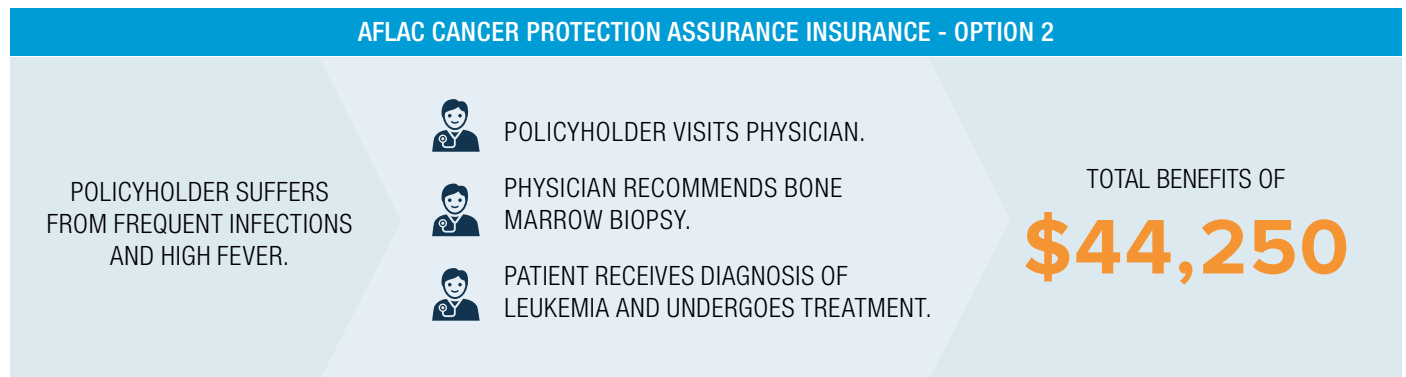 AFLAC CANCER PROTECTION ASSURANCE INSURANCE - OPTION 2
POLICYHOLDER SUFFERS
FROM FREQUENT INFECTIONS
AND HIGH FEVER.
POLICYHOLDER VISITS PHYSICIAN.
PHYSICIAN RECOMMENDS BONE
MARROW BIOPSY.
PATIENT RECEIVES DIAGNOSIS OF
LEUKEMIA AND UNDERGOES TREATMENT.
TOTAL BENEFITS OF
$44,250